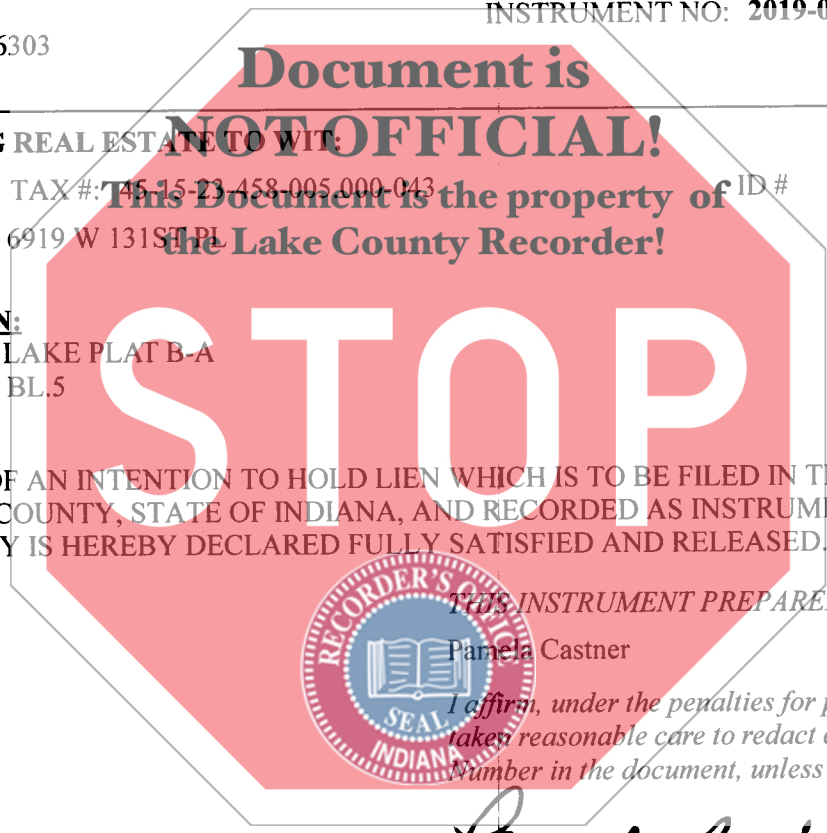 INSTRUMENT NO: 2019-0
6303
Document is
NOT OFFICIAL!
G REAL ESTATE TO WIT:
This Document is the property of
TAX #: 45-15-23-458-005.000-043 ID #
the Lake County Recorder!
6919 W 131ST PL
N:
LAKE PLAT B-A
BL.5
STOP
OF AN INTENTION TO HOLD LIEN WHICH IS TO BE FILED IN T
COUNTY, STATE OF INDIANA, AND RECORDED AS INSTRUM
Y IS HEREBY DECLARED FULLY SATISFIED AND RELEASED.
RECORDER'S OFFICE
SEAL
INDIANA
THIS INSTRUMENT PREPARE
Pamela Castner
I affirm, under the penalties for p
taken reasonable care to redact
Number in the document, unless